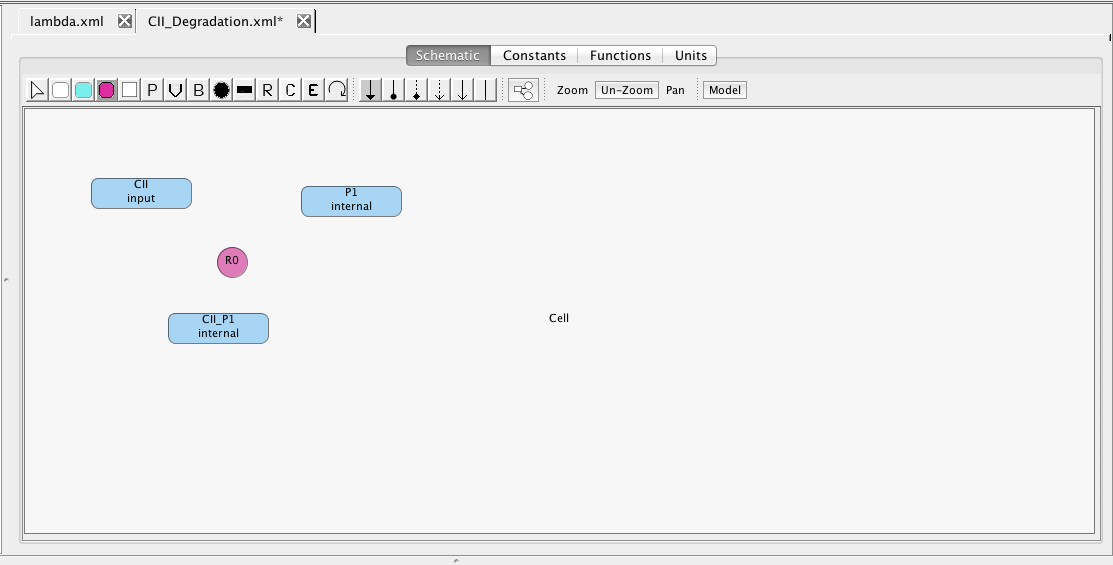 lambda.xml CII_Degradation.xml*
Schematic Constants Functions Units
P V B R C E Zoom Un-Zoom Pan Model
CII
input
P1
internal
R0
CII_P1
internal
Cell